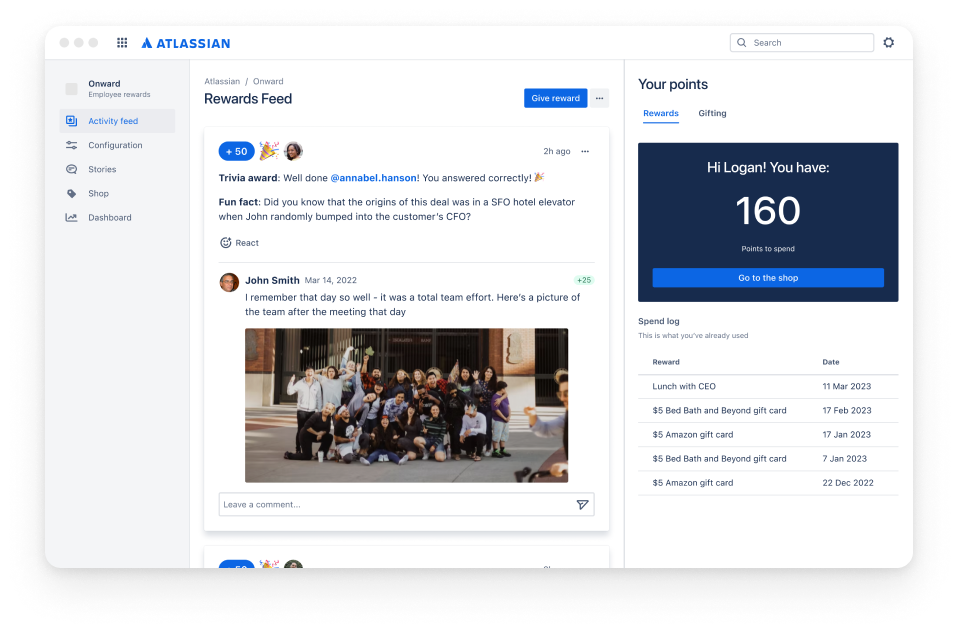 ATLASSIAN
Search
Onward
Employee rewards
Activity feed
Configuration
Stories
Shop
Dashboard
Atlassian / Onward
Rewards Feed
Give reward
+ 50
2h ago
Trivia award: Well done @annabel.hanson! You answered correctly!🎉
Fun fact: Did you know that the origins of this deal was in a SFO hotel elevator
when John randomly bumped into the customer's CFO?
React
John Smith Mar 14, 2022
+25
I remember that day so well - it was a total team effort. Here's a picture of
the team after the meeting that day
Leave a comment...
+ 50
Your points
Rewards Gifting
Hi Logan! You have:
160
Points to spend
Go to the shop
Spend log
This is what you've already used
Reward Date
Lunch with CEO 11 Mar 2023
$5 Bed Bath and Beyond gift card 17 Feb 2023
$5 Amazon gift card 17 Jan 2023
$5 Bed Bath and Beyond gift card 7 Jan 2023
$5 Amazon gift card 22 Dec 2022